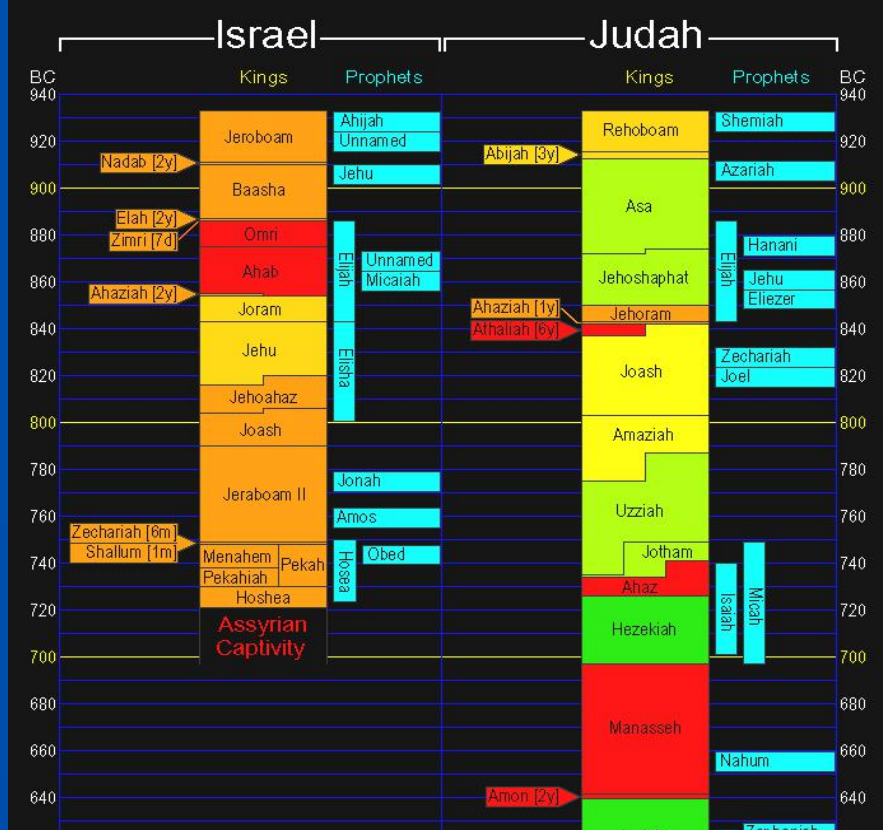 Israel
Judah
BC
Kings
Prophets
Kings
Prophets
BC
940
940
Jeroboam
Ahijah
Rehoboam
Shemiah
920
Unnamed
920
Nadab [2y]
Abijah [3y]
Jehu
Azariah
900
Baasha
900
Asa
Elah [2y]
880
Zimri [7d]
Omri
Elijah
Elijah
Hanani
880
Unnamed
Ahab
Micaiah
Jehoshaphat
Jehu
860
860
Ahaziah [2y]
Eliezer
Joram
Ahaziah [1y]
Jehoram
840
Athaliah [6y]
840
Jehu
Elisha
Joash
Zechariah
820
Joel
820
Jehoahaz
800
Joash
800
Amaziah
780
Jonah
780
Jeraboam II
Uzziah
760
Amos
760
Zechariah [6m]
Shallum [1m]
Menahem
Pekah
Hosea
Obed
Jotham
740
740
Pekahiah
Ahaz
Isaiah
Micah
Hoshea
720
720
Assyrian
Captivity
Hezekiah
700
700
680
680
Manasseh
660
660
Nahum
640
Amon [2y]
640